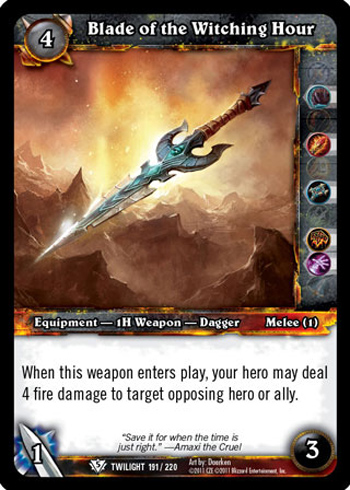 4 Blade of the Witching Hour
Equipment — 1H Weapon — Dagger Melee (1)
When this weapon enters play, your hero may deal
4 fire damage to target opposing hero or ally.
"Save it for when the time is
just right." —Amaxi the Cruel
1
3
TWILIGHT 191/220
Art by: Doarken
©2011 CZE ©2011 Blizzard Entertainment, Inc.